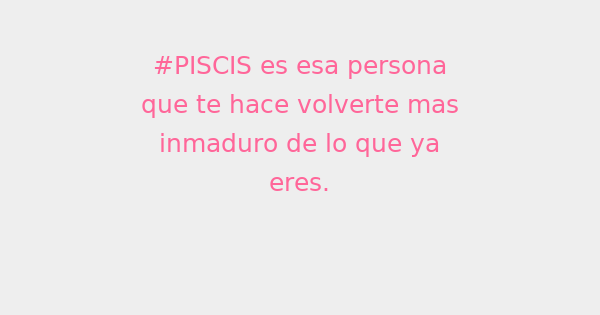 #PISCIS es esa persona
que te hace volverte mas
inmaduro de lo que ya
eres.